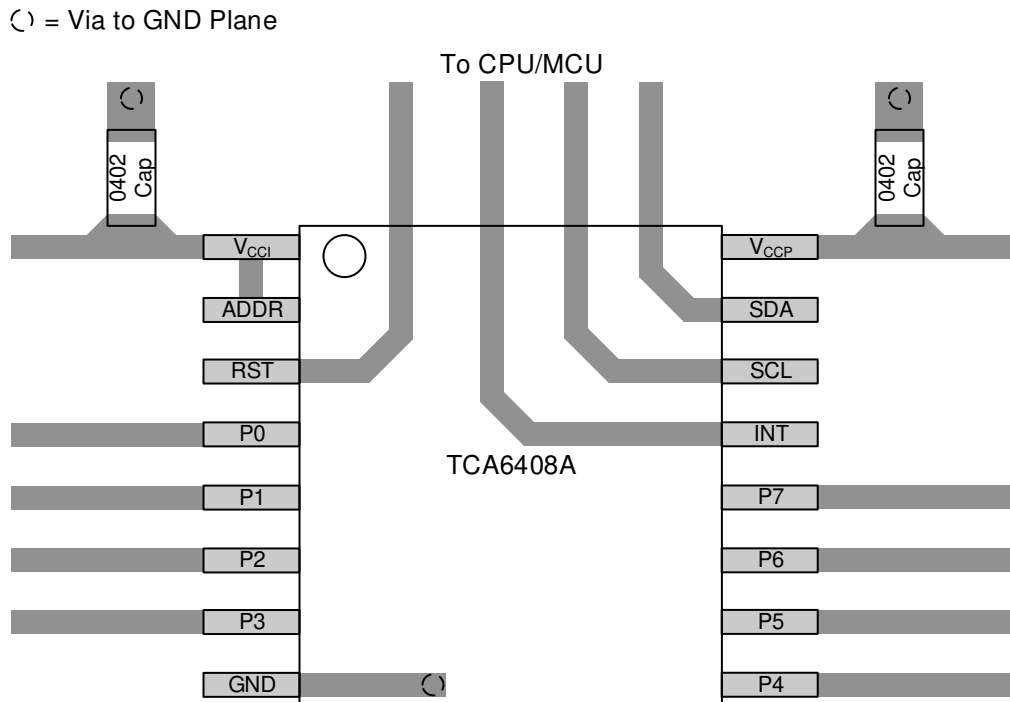 = Via to GND Plane
To CPU/MCU
0402
Cap
0402
Cap
VCCI
VCCP
ADDR
SDA
RST
SCL
P0
INT
TCA6408A
P1
P7
P2
P6
P3
P5
GND
P4